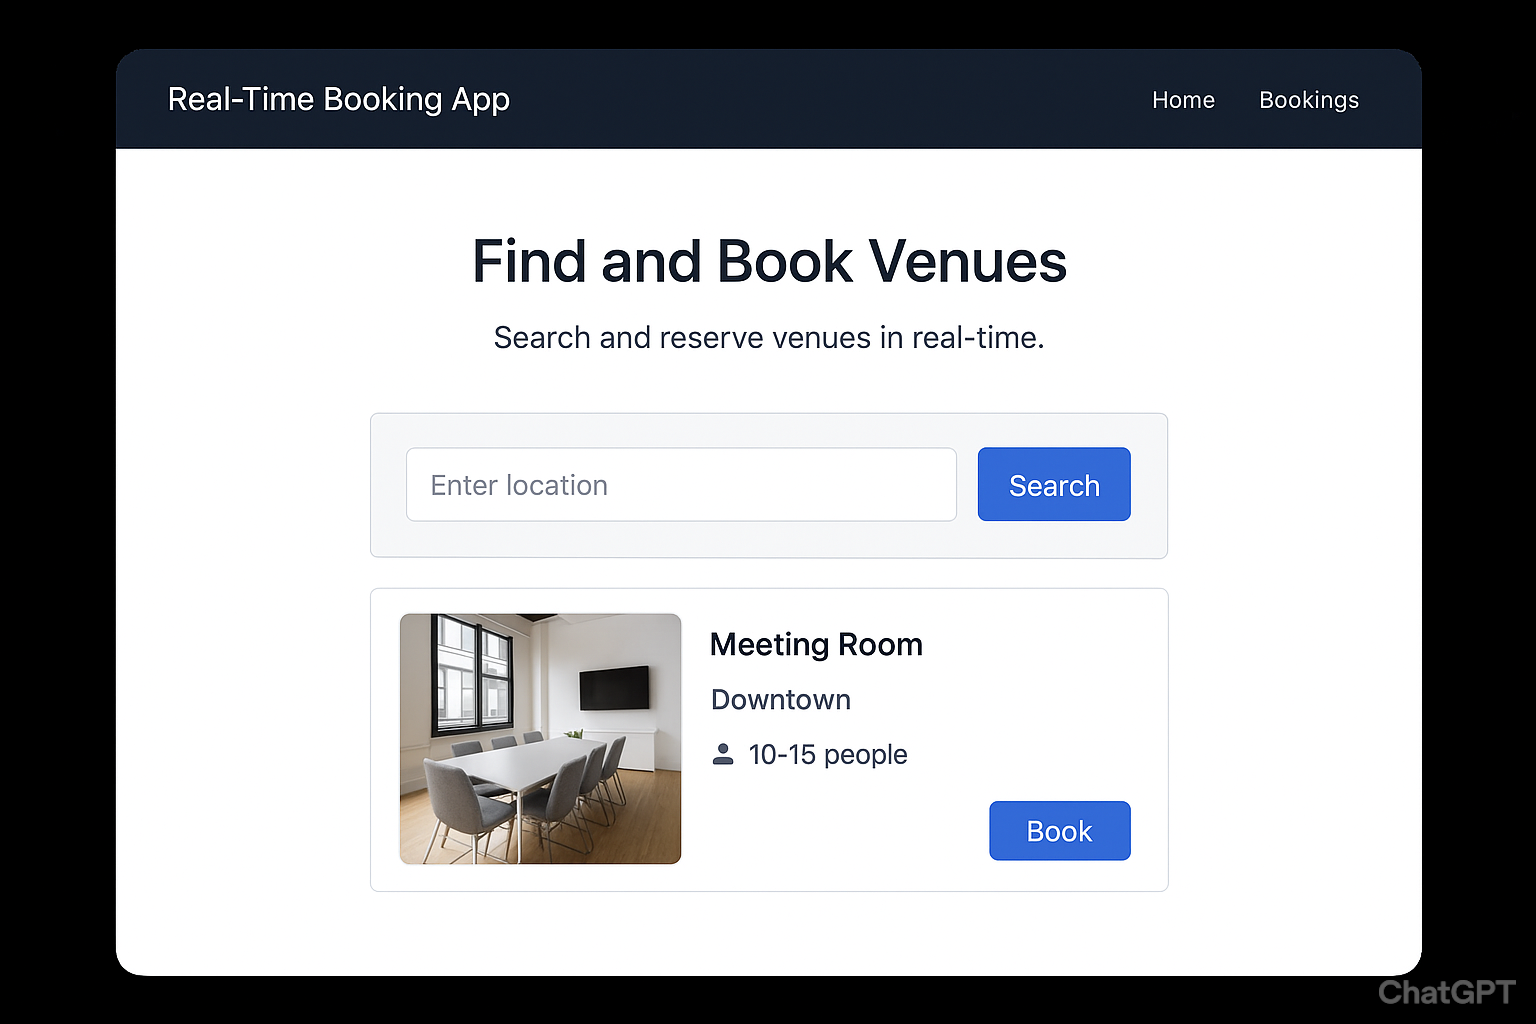 Real-Time Booking App
Home
Bookings
Find and Book Venues
Search and reserve venues in real-time.
Enter location
Search
Meeting Room
Downtown
10-15 people
Book
ChatGPT